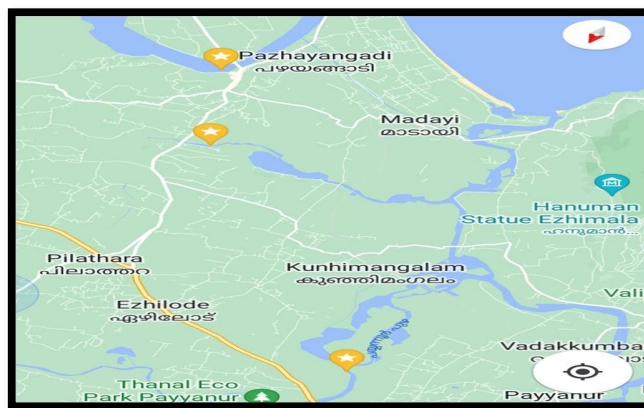 Pazhayangadi
പഴയങ്ങാടി
Madayi
മാടായി
Hanuman
Statue Ezhimala
ഹനുമാൻ...
Pilathara
പിലാത്തറ
Kunhimangalam
കുഞ്ഞിമംഗലം
Ezhilode
ഏഴിലോട്
Vali
Vadakkumba
Thanal Eco
Park Payyanur
Payyanur